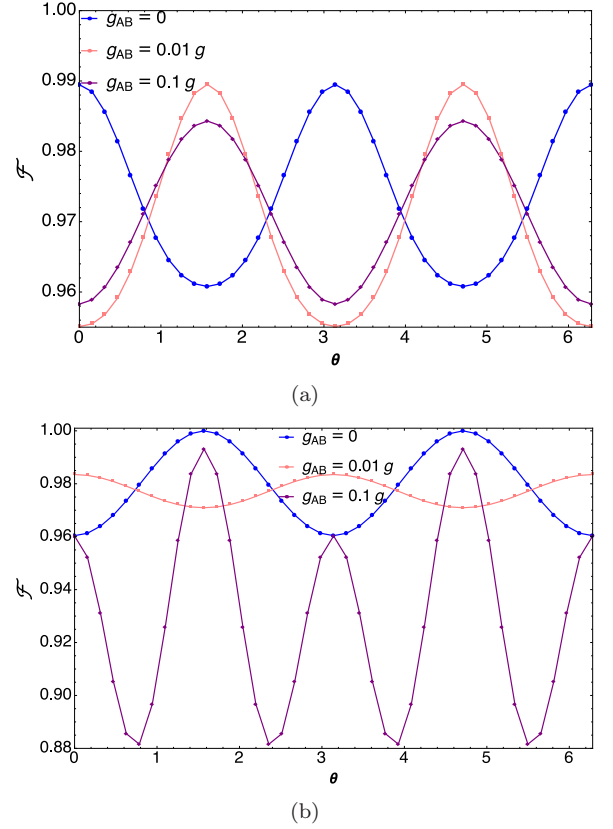 1.00
g_AB = 0
g_AB = 0.01 g
0.99
g_AB = 0.1 g
0.98
ℱ
0.97
0.96
0 1 2 3 4 5 6
θ
(a)
1.00
g_AB = 0
g_AB = 0.01 g
0.98
g_AB = 0.1 g
0.96
0.94
ℱ
0.92
0.90
0.88
0 1 2 3 4 5 6
θ
(b)